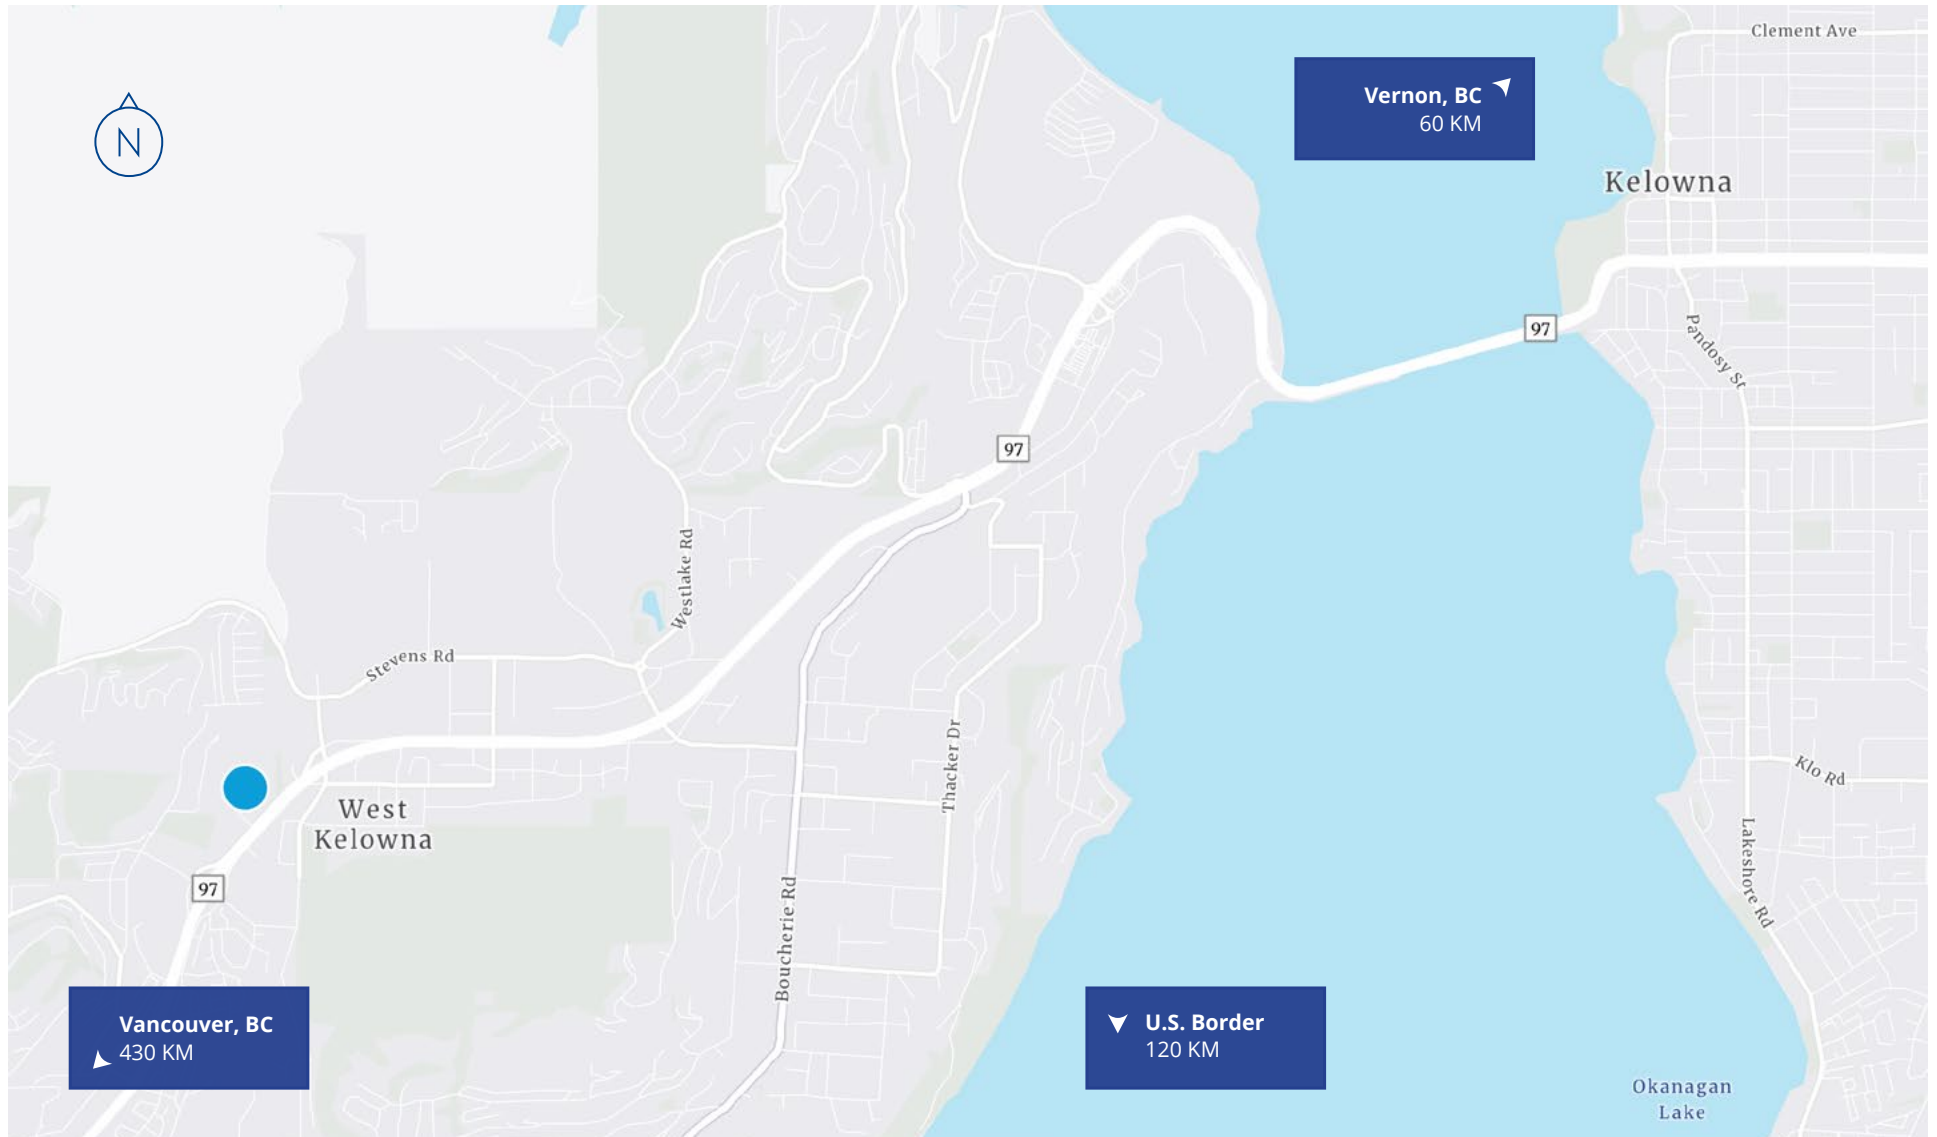 Clement Ave
Vernon, BC
60 KM
N
Kelowna
97
Pandosy St
97
Westlake Rd
Stevens Rd
Thacker Dr
Klo Rd
West
Kelowna
Lakeshore Rd
97
Boucherie Rd
Vancouver, BC
430 KM
U.S. Border
120 KM
Okanagan
Lake